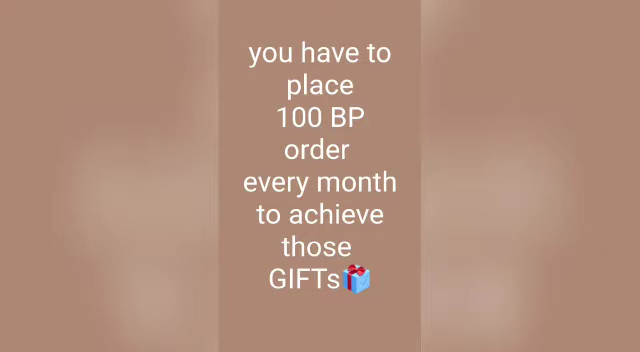 you have to
place
100 BP
order
every month
to achieve
those
GIFTs🎁